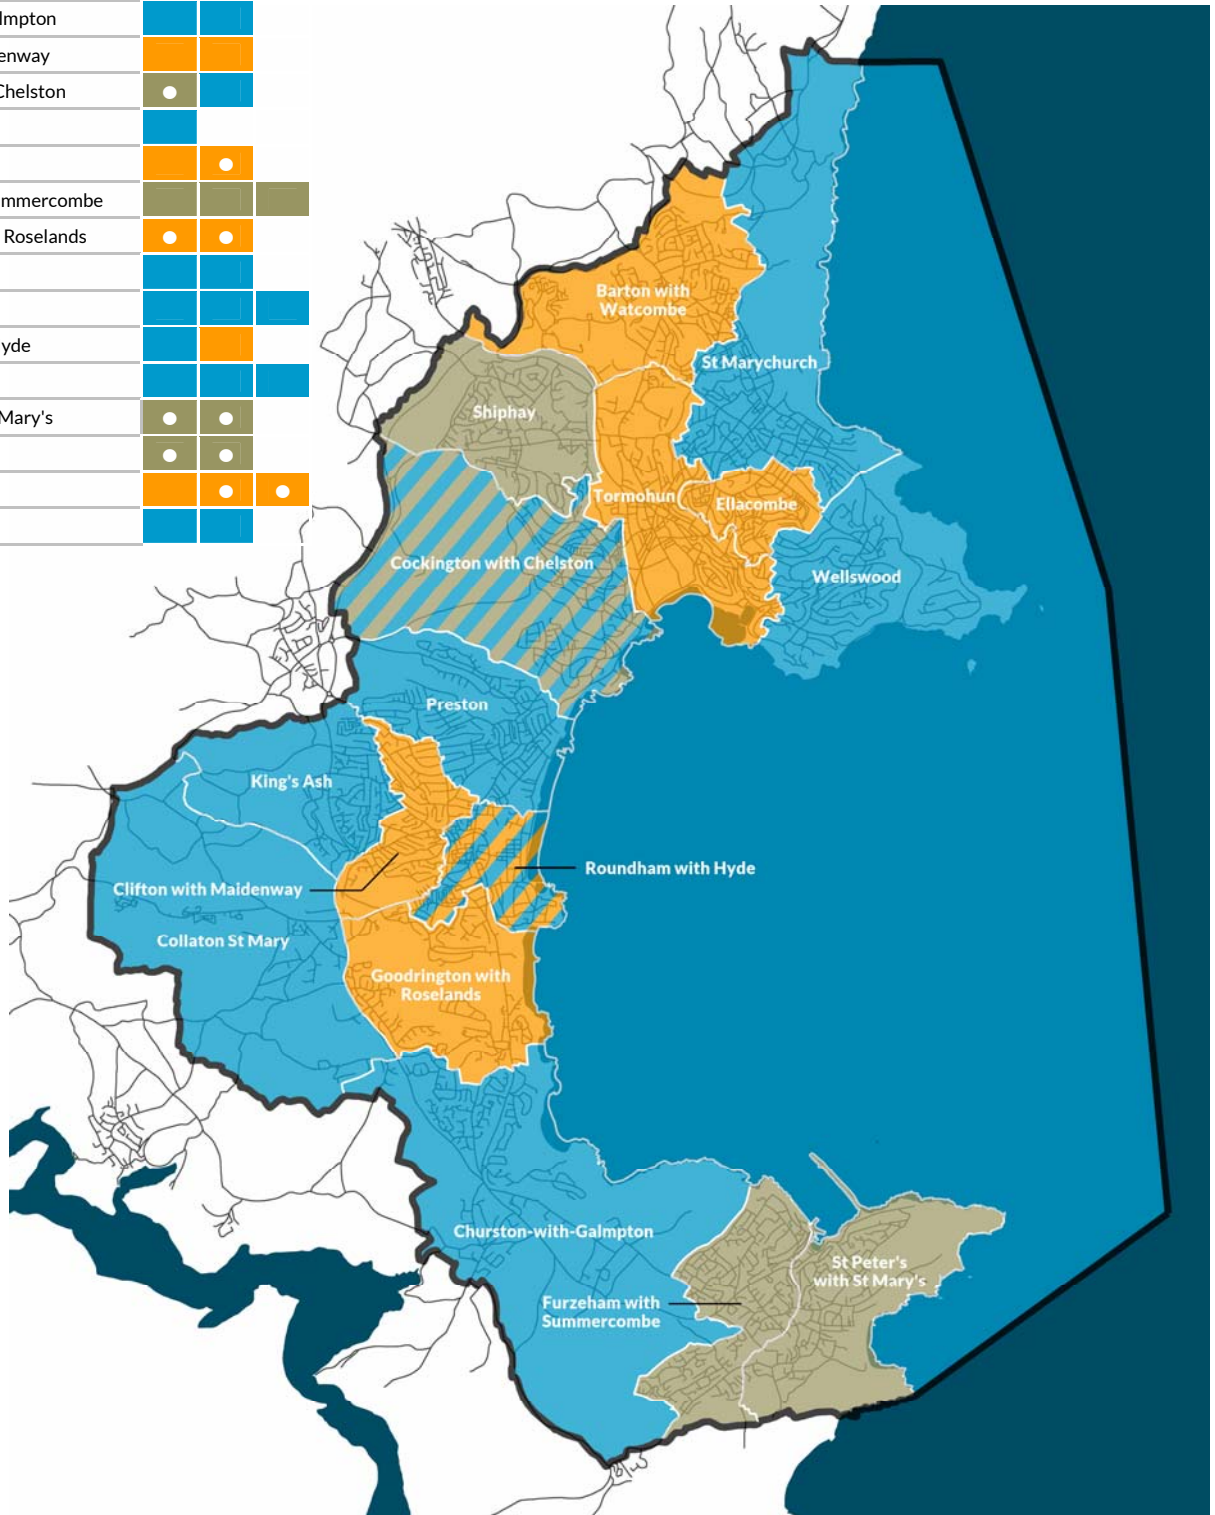 lmpton
enway
Chelston
mmercombe
Roselands
yde
Mary's
Barton with
Watcombe
St Marychurch
Shiphay
Tormohun
Ellacombe
Cockington with Chelston
Wellswood
Preston
King's Ash
Roundham with Hyde
Clifton with Maidenway
Collaton St Mary
Goodrington with
Roselands
Churston-with-Galmpton
St Peter's
with St Mary's
Furzeham with
Summercombe